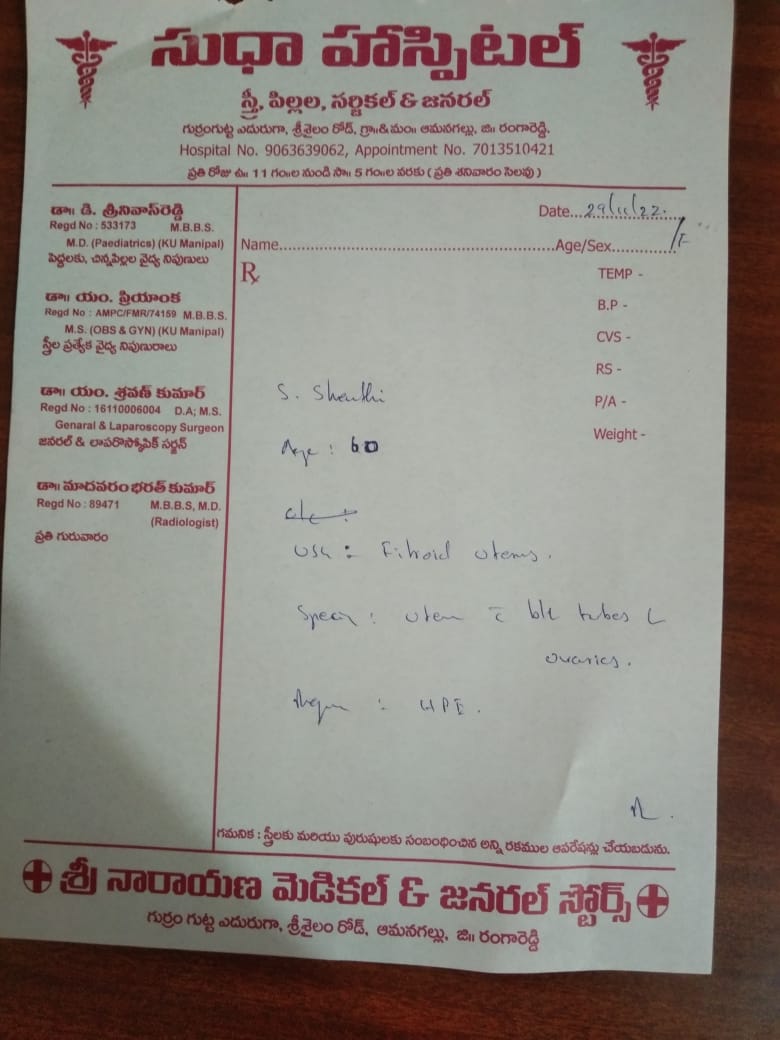 సుధా హాస్పిటల్
స్త్రీ, పిల్లల, సర్జికల్ & జనరల్
గుర్రంగుట్ట ఎదురుగా, శ్రీశైలం రోడ్, గ్రా॥&మం॥ ఆమనగల్లు, జి॥ రంగారెడ్డి.
Hospital No. 9063639062, Appointment No. 7013510421
ప్రతి రోజు ఉ॥ 11 గం॥ల నుండి సా॥ 5 గం॥ల వరకు ( ప్రతి శనివారం సెలవు )
డా॥ డి. శ్రీనివాస్‌రెడ్డి
Regd No : 533173 M.B.B.S.
M.D. (Paediatrics) (KU Manipal)
పెద్దలకు, చిన్నపిల్లల వైద్య నిపుణులు
డా॥ యం. ప్రియాంక
Regd No : AMPC/FMR/74159 M.B.B.S.
M.S. (OBS & GYN) (KU Manipal)
స్త్రీల ప్రత్యేక వైద్య నిపుణురాలు
డా॥ యం. శ్రవణ్ కుమార్
Regd No : 16110006004 D.A; M.S.
Genaral & Laparoscopy Surgeon
జనరల్ & లాపరోస్కోపిక్ సర్జన్
డా॥ మాదవరం భరత్ కుమార్
Regd No : 89471 M.B.B.S, M.D.
(Radiologist)
ప్రతి గురువారం
Date...29/11/22.
Name....Age/Sex..../F
℞
TEMP -
B.P -
CVS -
RS -
P/A -
Weight -
S. Shanthi
Age : 60
c/c :
USG : Fibroid uterus.
: c̄ b/L tubes
ovaries.
: HPE.
గమనిక : స్త్రీలకు మరియు పురుషులకు సంబంధించిన అన్ని రకముల ఆపరేషన్లు చేయబడును.
శ్రీ నారాయణ మెడికల్ & జనరల్ స్టోర్స్
గుర్రం గుట్ట ఎదురుగా, శ్రీశైలం రోడ్, ఆమనగల్లు, జి॥ రంగారెడ్డి